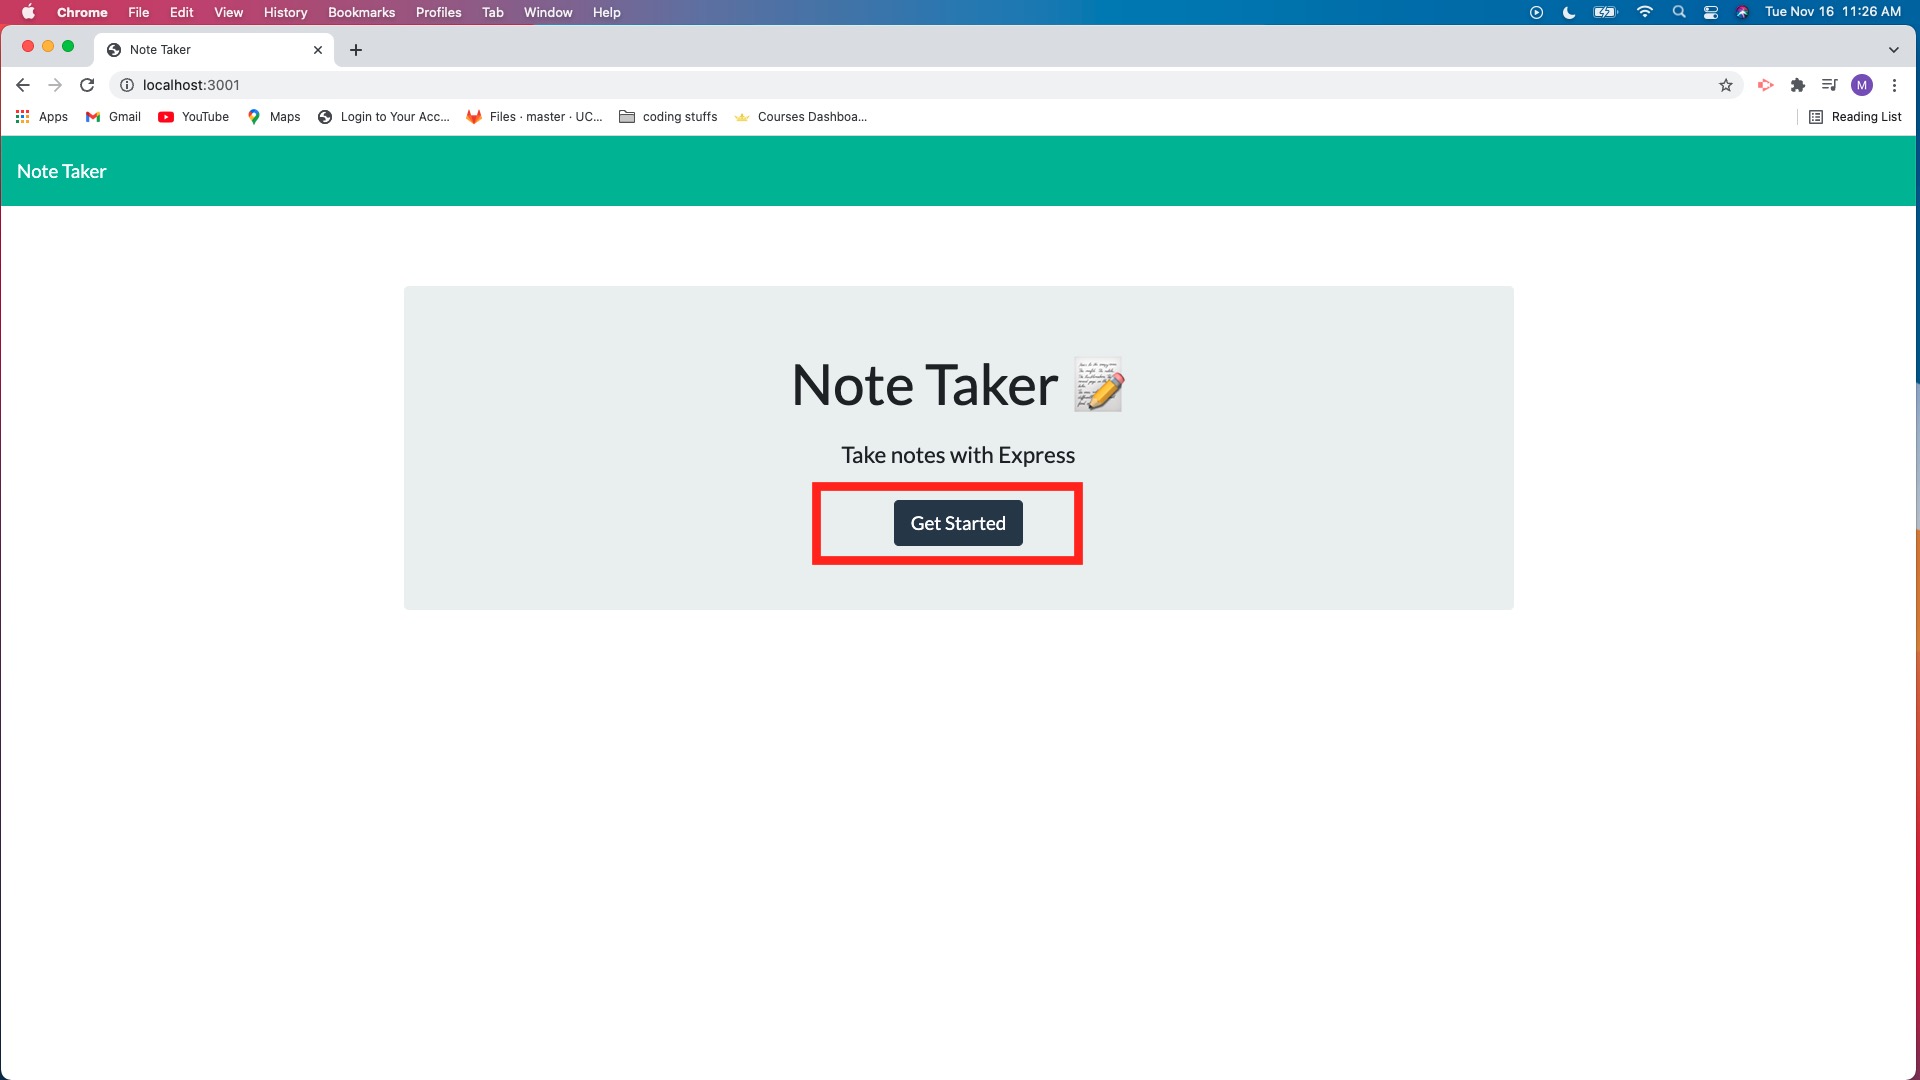 Chrome File Edit View History Bookmarks Profiles Tab Window Help Tue Nov 16 11:26 AM
Note Taker
localhost:3001 M
Apps Gmail YouTube Maps Login to Your Acc... Files · master · UC... coding stuffs Courses Dashboa... Reading List
Note Taker
Note Taker
Take notes with Express
Get Started